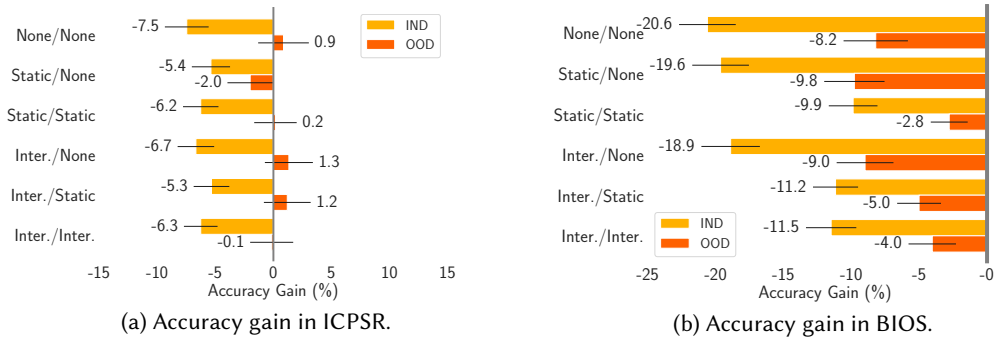 None/None
-7.5
0.9
IND
OOD
Static/None
-5.4
-2.0
Static/Static
-6.2
0.2
Inter./None
-6.7
1.3
Inter./Static
-5.3
1.2
Inter./Inter.
-6.3
-0.1
-15 -10 -5 0 5 10 15
Accuracy Gain (%)
(a) Accuracy gain in ICPSR.
None/None
-20.6
-8.2
Static/None
-19.6
-9.8
Static/Static
-9.9
-2.8
Inter./None
-18.9
-9.0
Inter./Static
-11.2
-5.0
IND
OOD
Inter./Inter.
-11.5
-4.0
-25 -20 -15 -10 -5 -0
Accuracy Gain (%)
(b) Accuracy gain in BIOS.